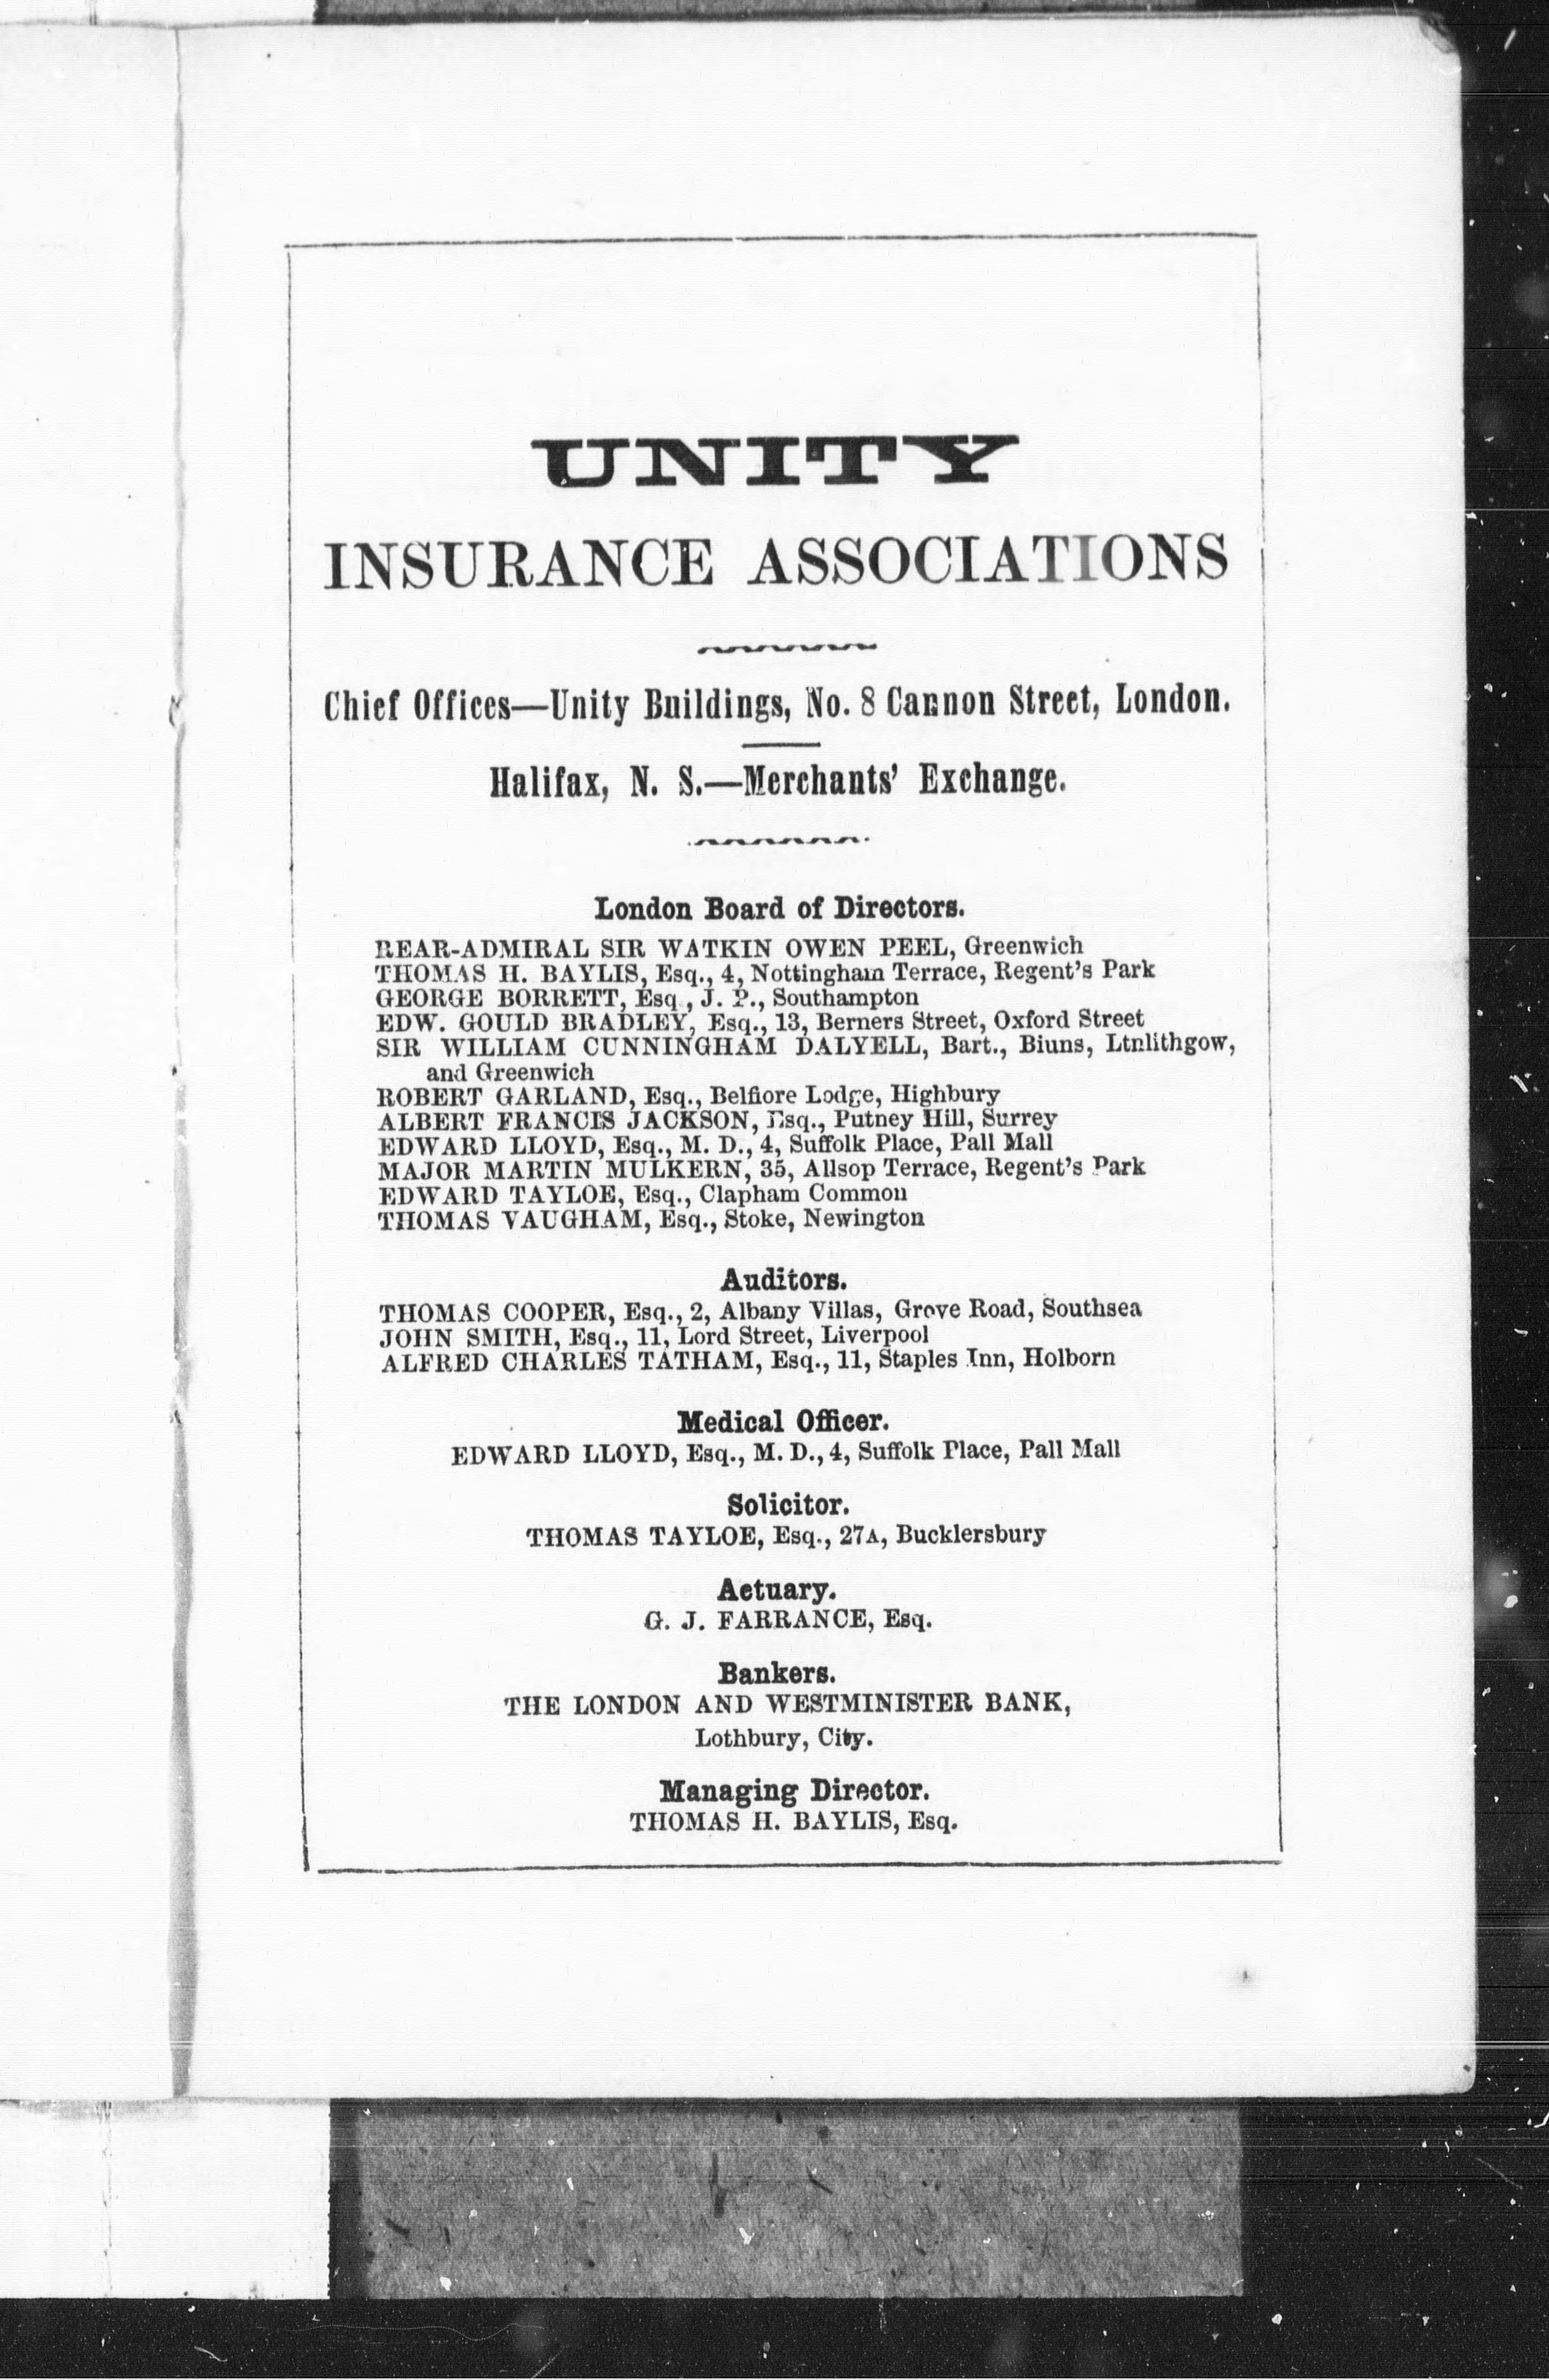 UNITY
INSURANCE ASSOCIATIONS
Chief Offices—Unity Buildings, No. 8 Cannon Street, London.
Halifax, N. S.—Merchants' Exchange.
London Board of Directors.
REAR-ADMIRAL SIR WATKIN OWEN PEEL, Greenwich
THOMAS H. BAYLIS, Esq., 4, Nottingham Terrace, Regent's Park
GEORGE BORRETT, Esq., J. P., Southampton
EDW. GOULD BRADLEY, Esq., 13, Berners Street, Oxford Street
SIR WILLIAM CUNNINGHAM DALYELL, Bart., Biuns, Ltnlithgow,
and Greenwich
ROBERT GARLAND, Esq., Belfiore Lodge, Highbury
ALBERT FRANCIS JACKSON, Esq., Putney Hill, Surrey
EDWARD LLOYD, Esq., M. D., 4, Suffolk Place, Pall Mall
MAJOR MARTIN MULKERN, 35, Allsop Terrace, Regent's Park
EDWARD TAYLOE, Esq., Clapham Common
THOMAS VAUGHAM, Esq., Stoke, Newington
Auditors.
THOMAS COOPER, Esq., 2, Albany Villas, Grove Road, Southsea
JOHN SMITH, Esq., 11, Lord Street, Liverpool
ALFRED CHARLES TATHAM, Esq., 11, Staples Inn, Holborn
Medical Officer.
EDWARD LLOYD, Esq., M. D., 4, Suffolk Place, Pall Mall
Solicitor.
THOMAS TAYLOE, Esq., 27A, Bucklersbury
Actuary.
G. J. FARRANCE, Esq.
Bankers.
THE LONDON AND WESTMINISTER BANK,
Lothbury, City.
Managing Director.
THOMAS H. BAYLIS, Esq.